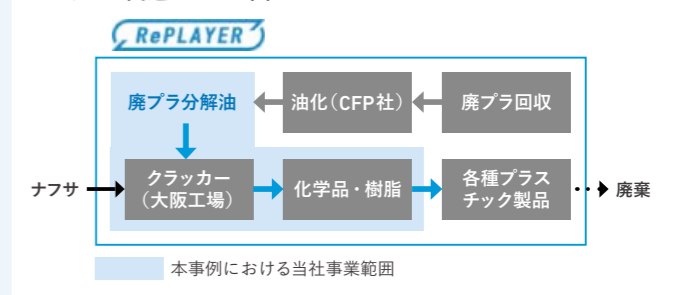 RePLAYER
廃プラ分解油
油化（CFP社）
廃プラ回収
ナフサ
クラッカー
（大阪工場）
化学品・樹脂
各種プラス
チック製品
廃棄
本事例における当社事業範囲